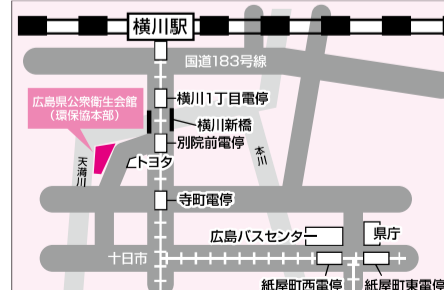 横川駅
国道183号線
広島県公衆衛生会館
（環保協本部）
横川1丁目電停
横川新橋
別院前電停
トヨタ
天満川
本川
寺町電停
広島バスセンター
県庁
十日市
紙屋町西電停
紙屋町東電停